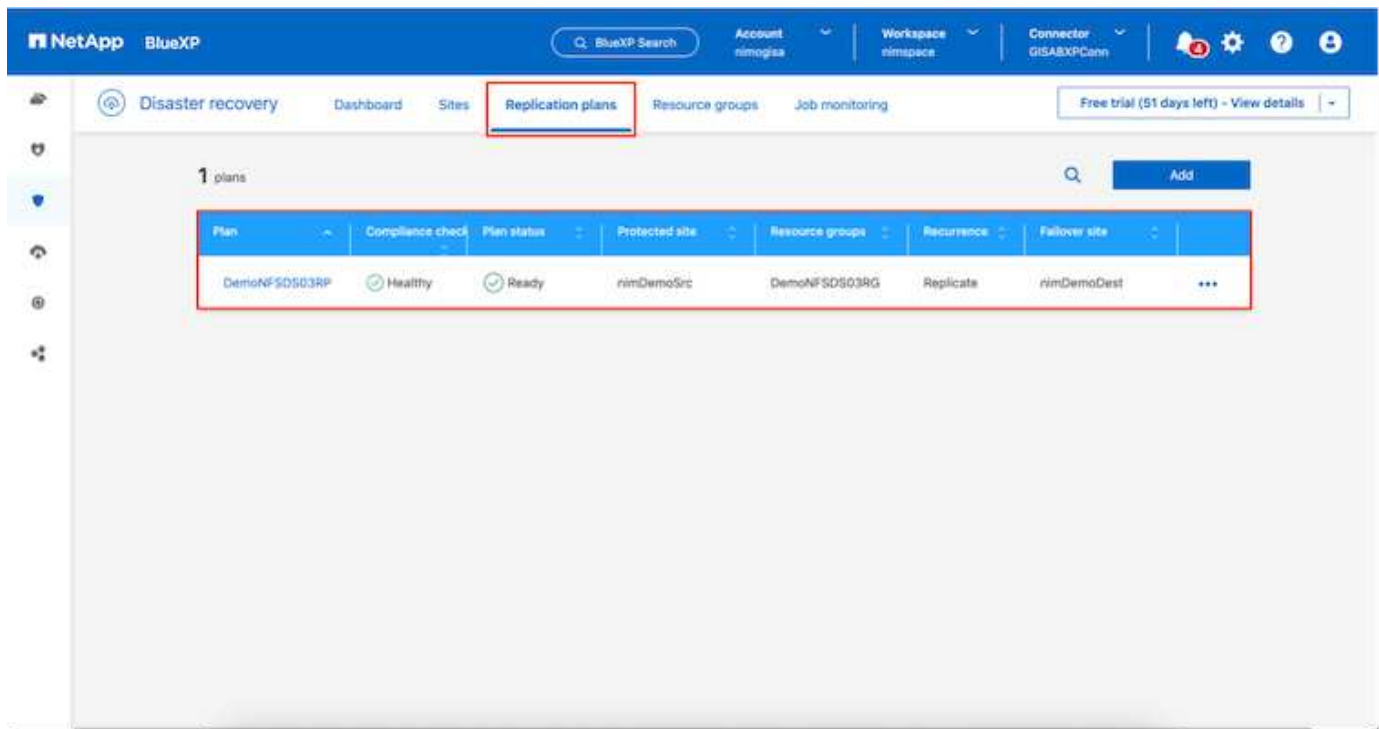 NetApp BlueXP BlueXP Search Account Workspace Connector
nimogisa nimspace GISABXPConn 4
Disaster recovery Dashboard Sites Replication plans Resource groups Job monitoring Free trial (51 days left) - View details
1 plans Add
Plan Compliance check Plan status Protected site Resource groups Recurrence Failover site
DemoNFSDS03RP Healthy Ready nimDemoSrc DemoNFSDS03RG Replicate nimDemoDest